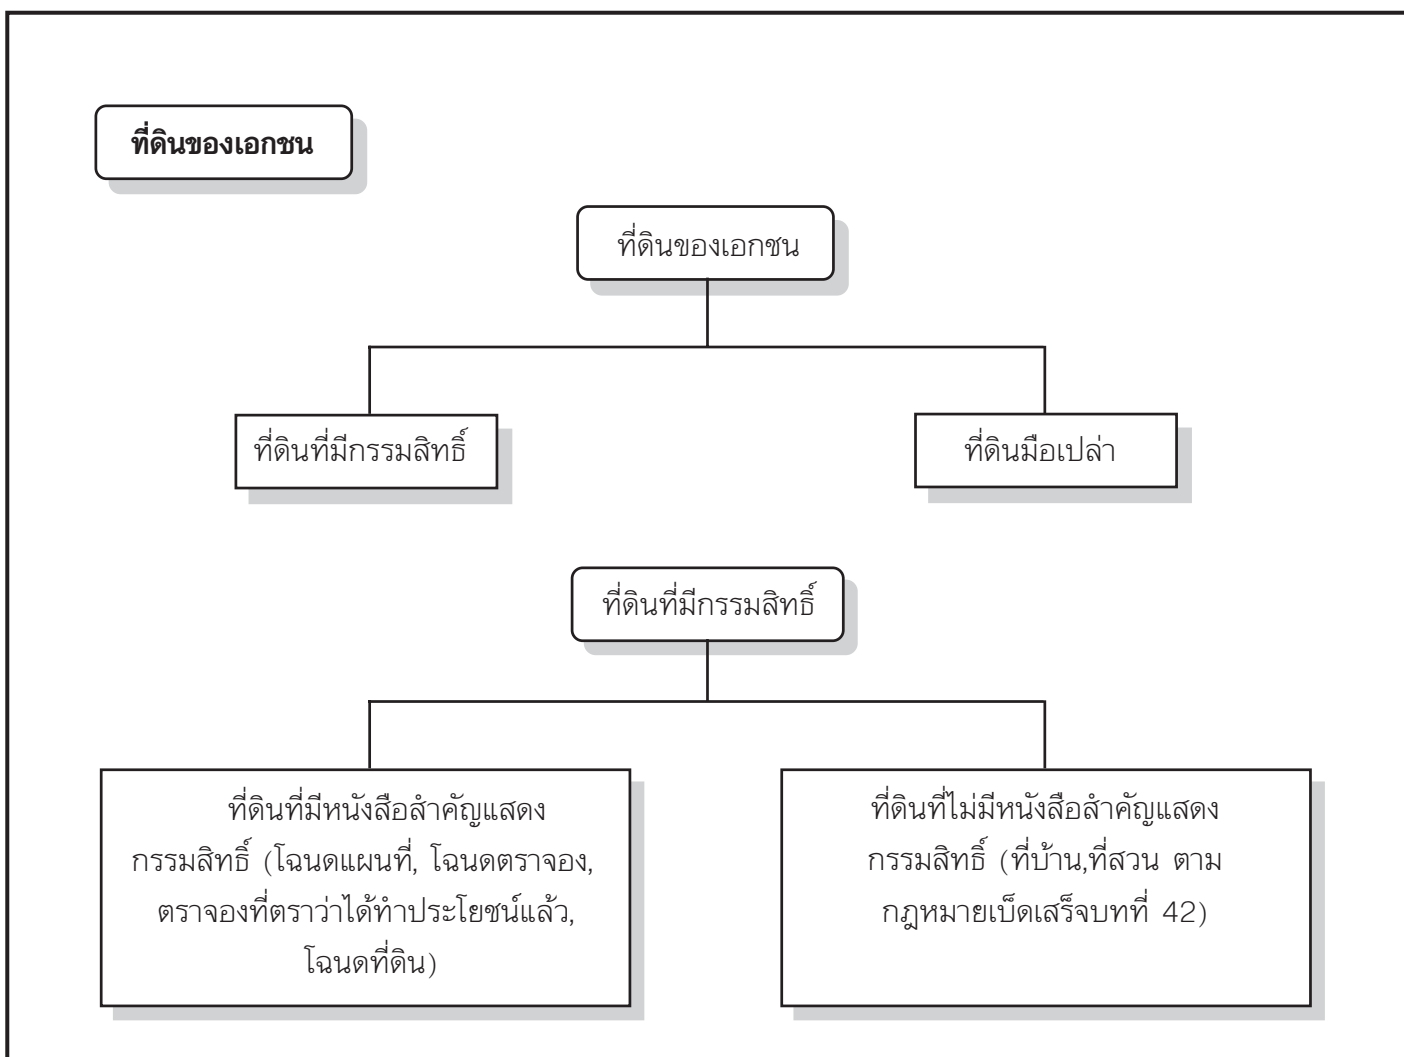 ที่ดินของเอกชน
ที่ดินของเอกชน
ที่ดินที่มีกรรมสิทธิ์
ที่ดินมือเปล่า
ที่ดินที่มีกรรมสิทธิ์
ที่ดินที่มีหนังสือสำคัญแสดง
กรรมสิทธิ์ (โฉนดแผนที่, โฉนดตราจอง,
ตราจองที่ตราว่าได้ทำประโยชน์แล้ว,
โฉนดที่ดิน)
ที่ดินที่ไม่มีหนังสือสำคัญแสดง
กรรมสิทธิ์ (ที่บ้าน,ที่สวน ตาม
กฎหมายเบ็ดเสร็จบทที่ 42)